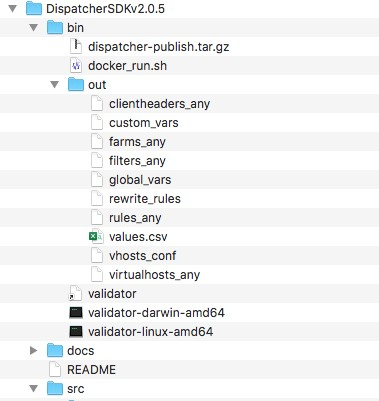 DispatcherSDKv2.0.5
bin
dispatcher-publish.tar.gz
docker_run.sh
out
clientheaders_any
custom_vars
farms_any
filters_any
global_vars
rewrite_rules
rules_any
values.csv
vhosts_conf
virtualhosts_any
validator
validator-darwin-amd64
validator-linux-amd64
docs
README
src